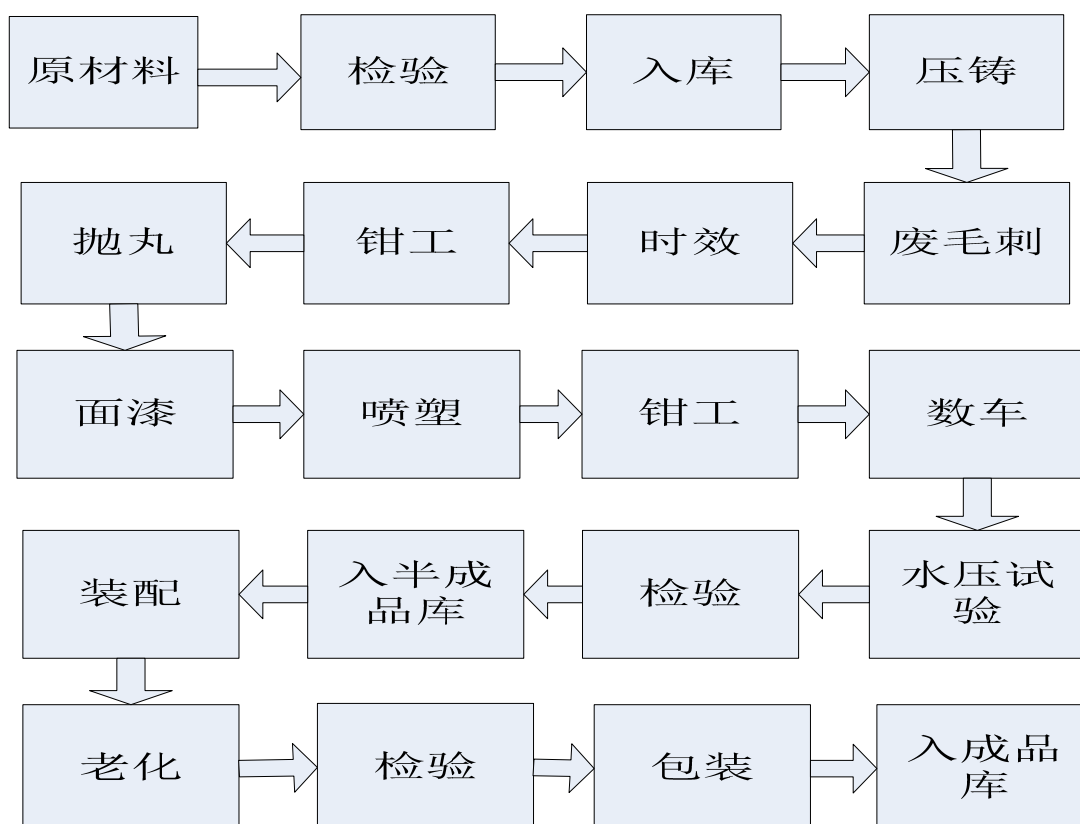 原材料
检验
入库
压铸
废毛刺
时效
钳工
抛丸
面漆
喷塑
钳工
数车
水压试
验
检验
入半成
品库
装配
老化
检验
包装
入成品
库